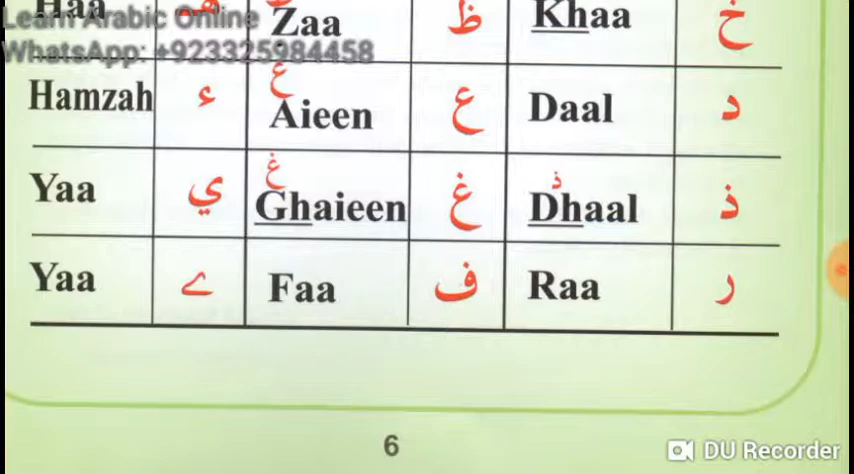 Learn Arabic Online
WhatsApp: +923325984458
Haa ه Zaa ظ Khaa خ
Hamzah ء Aieen ع Daal د
Yaa ي Ghaieen غ Dhaal ذ
Yaa ے Faa ف Raa ر
6
DU Recorder